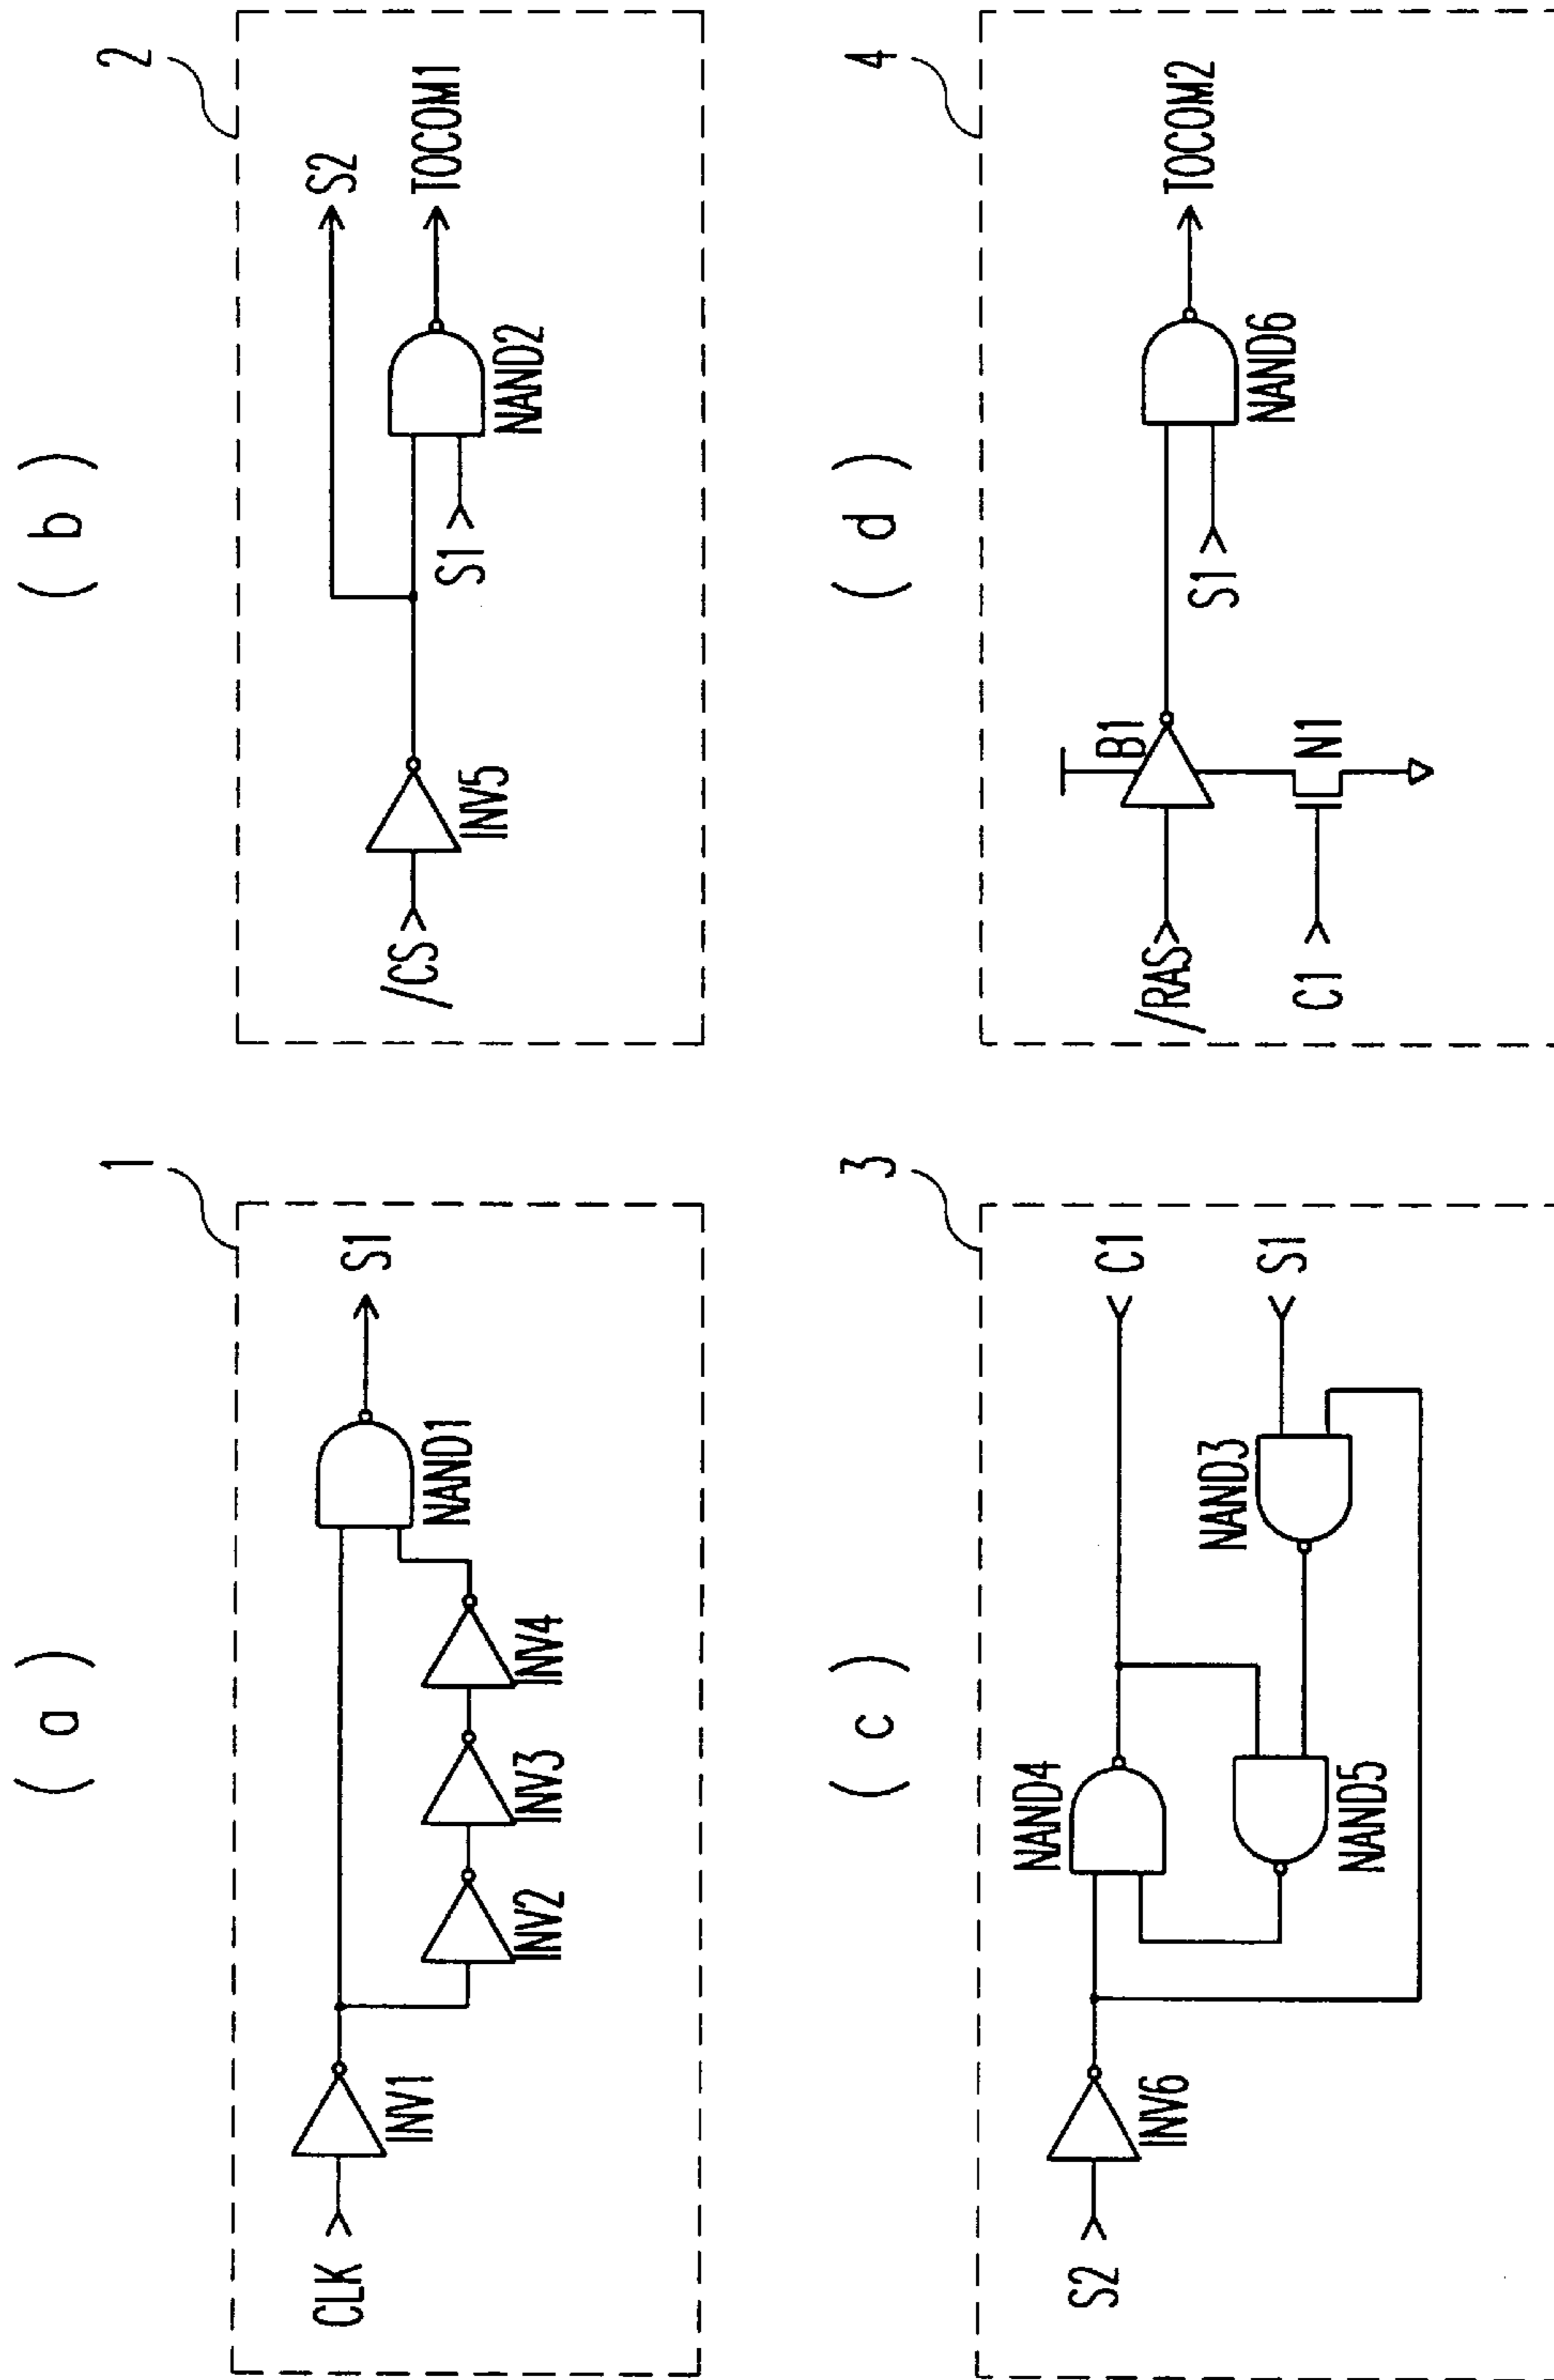 ( a )
1
CLK
INV1
INV2
INV3
INV4
NAND1
S1
( b )
2
/CS
INV5
S1
NAND2
S2
TOCOM1
( c )
3
S2
INV6
NAND4
NAND5
NAND3
C1
S1
( d )
4
/RAS
B1
C1
N1
S1
NAND6
TOCOM2